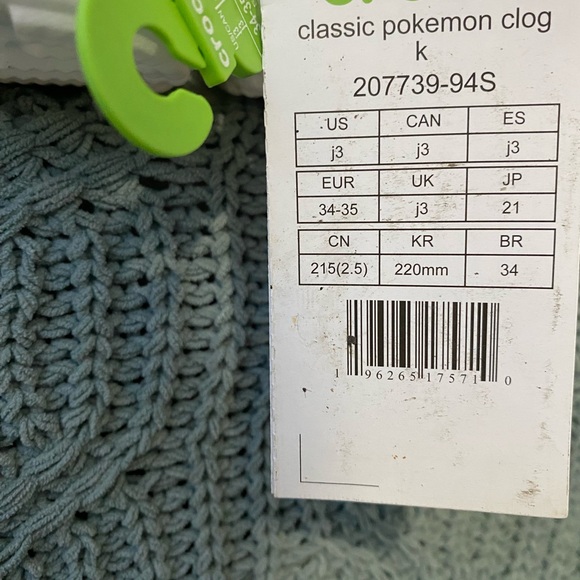 crocs
classic pokemon clog
k
207739-94S
US CAN ES
j3 j3 j3
EUR UK JP
34-35 j3 21
CN KR BR
215(2.5) 220mm 34
1 96265 17571 0